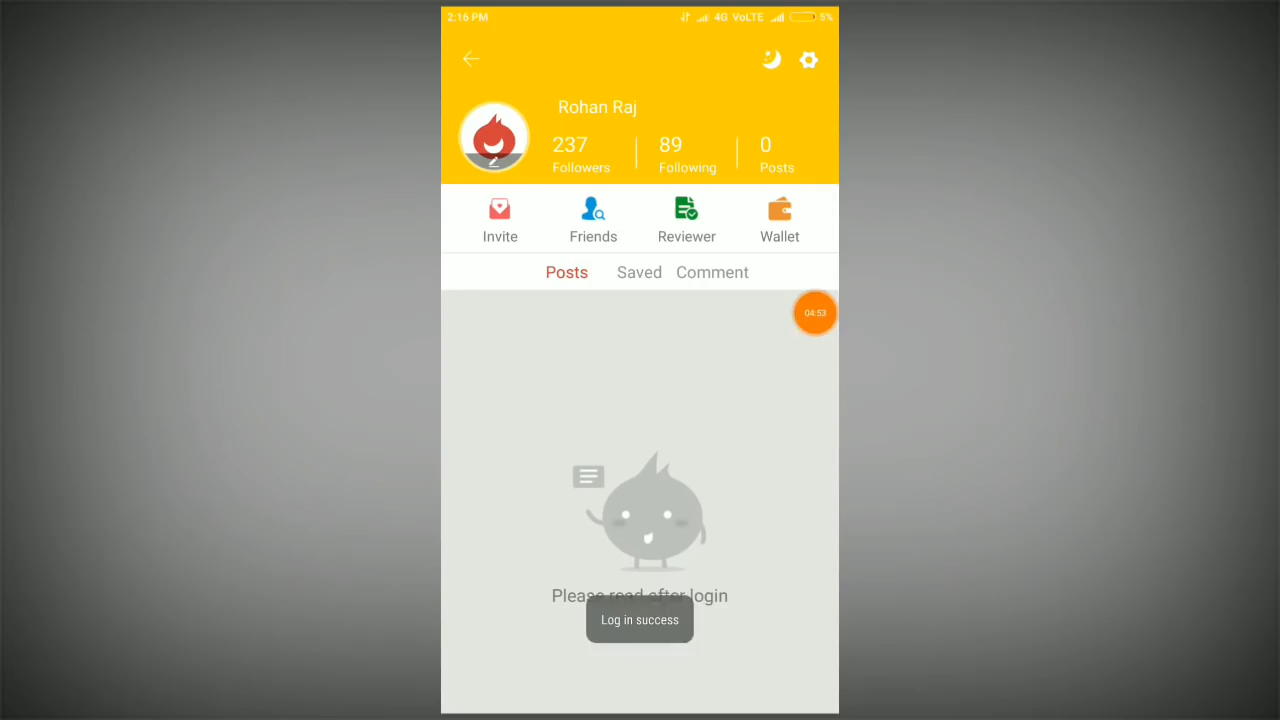 2:16 PM 4G VoLTE 5%
Rohan Raj
237 89 0
Followers Following Posts
Invite Friends Reviewer Wallet
Posts Saved Comment
04:53
Please read after login
Log in success